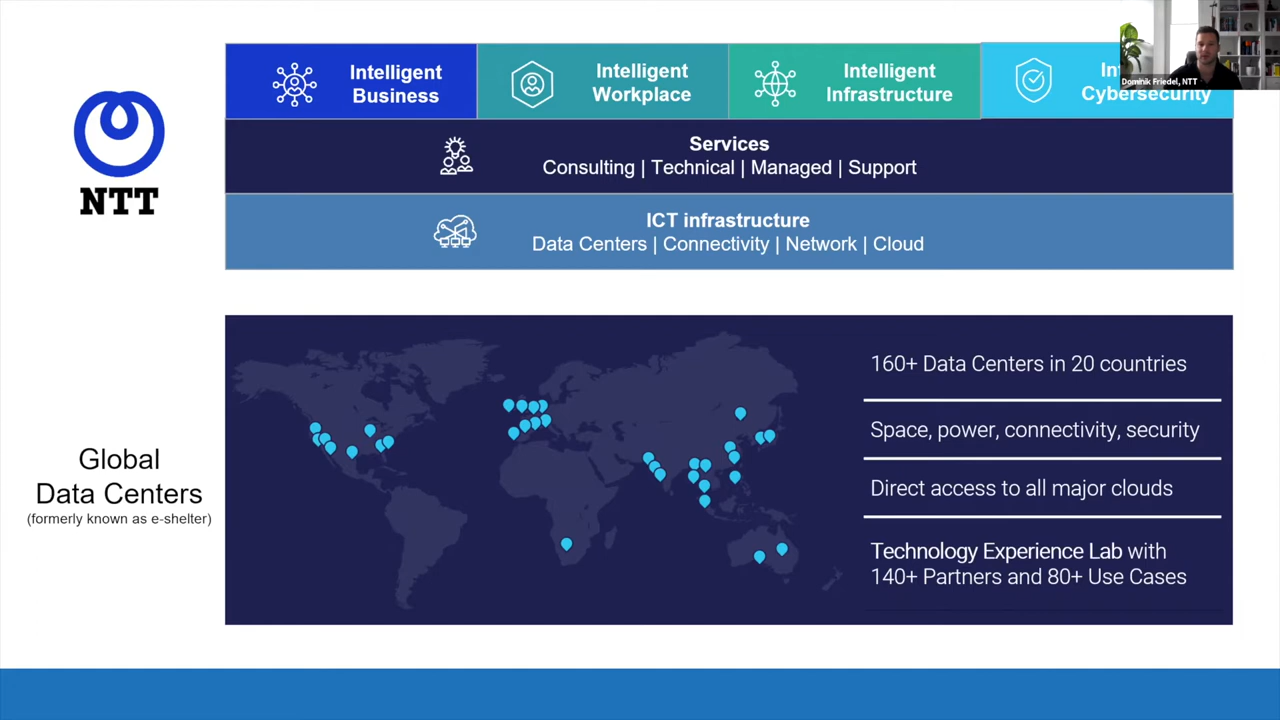 Intelligent
Business
Intelligent
Workplace
Intelligent
Infrastructure
Cybersecurity
Dominik Friedel, NTT
NTT
Services
Consulting | Technical | Managed | Support
ICT infrastructure
Data Centers | Connectivity | Network | Cloud
Global
Data Centers
(formerly known as e-shelter)
160+ Data Centers in 20 countries
Space, power, connectivity, security
Direct access to all major clouds
Technology Experience Lab with
140+ Partners and 80+ Use Cases